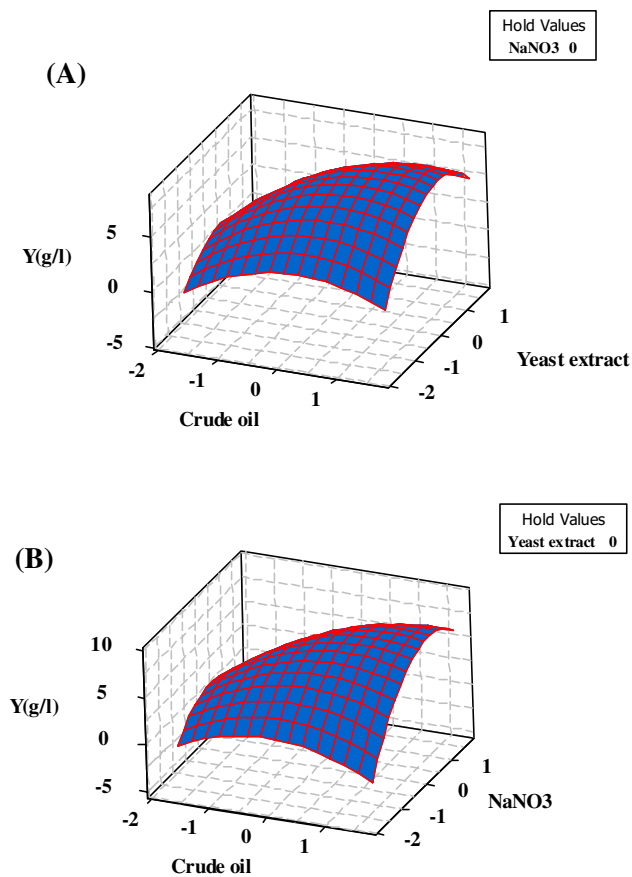 Hold Values
NaNO3 0
(A)
5
Y(g/l)
0
-5
-2
-1
0
1
Crude oil
1
0
-1
-2
Yeast extract
Hold Values
Yeast extract 0
(B)
10
5
Y(g/l)
0
-5
-2
-1
0
1
Crude oil
1
0
-1
-2
NaNO3